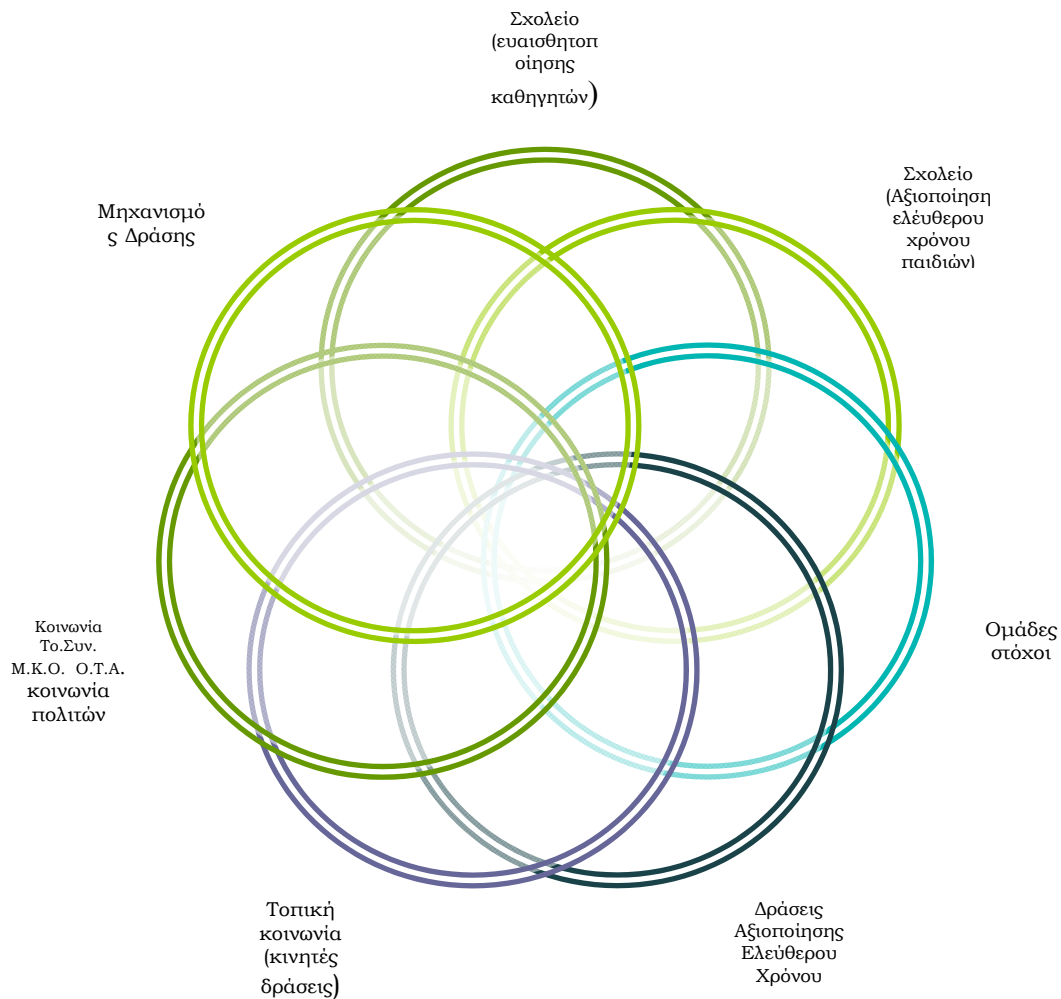 Σχολείο
(ευαισθητοπ
οίησης
καθηγητών)
Σχολείο
(Αξιοποίηση
ελέυθερου
χρόνου
παιδιών)
Μηχανισμό
ς Δράσης
Ομάδες
στόχοι
Κοινωνία
Το.Συν.
Μ.Κ.Ο. Ο.Τ.Α.
κοινωνία
πολιτών
Τοπική
κοινωνία
(κινητές
δράσεις)
Δράσεις
Αξιοποίησης
Ελεύθερου
Χρόνου